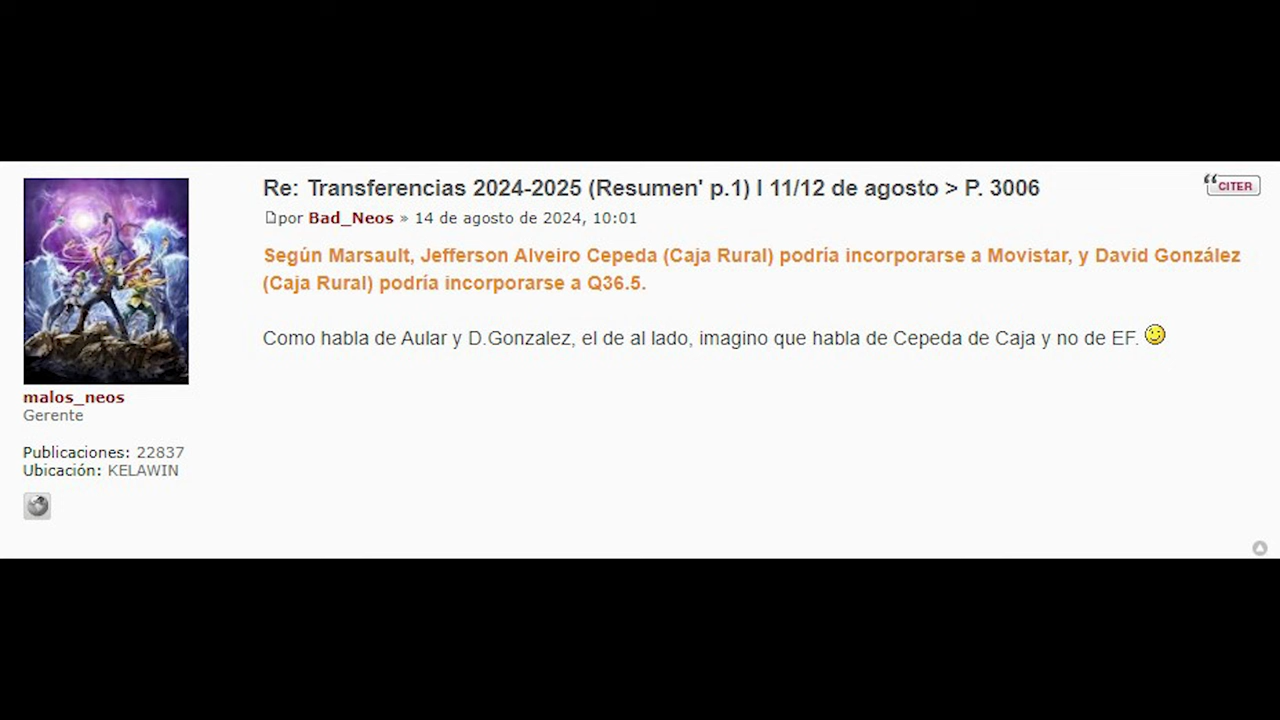 Re: Transferencias 2024-2025 (Resumen' p.1) l 11/12 de agosto > P. 3006
CITER
por Bad_Neos » 14 de agosto de 2024, 10:01
Según Marsault, Jefferson Alveiro Cepeda (Caja Rural) podría incorporarse a Movistar, y David González
(Caja Rural) podría incorporarse a Q36.5.
Como habla de Aular y D.Gonzalez, el de al lado, imagino que habla de Cepeda de Caja y no de EF.
malos_neos
Gerente
Publicaciones: 22837
Ubicación: KELAWIN